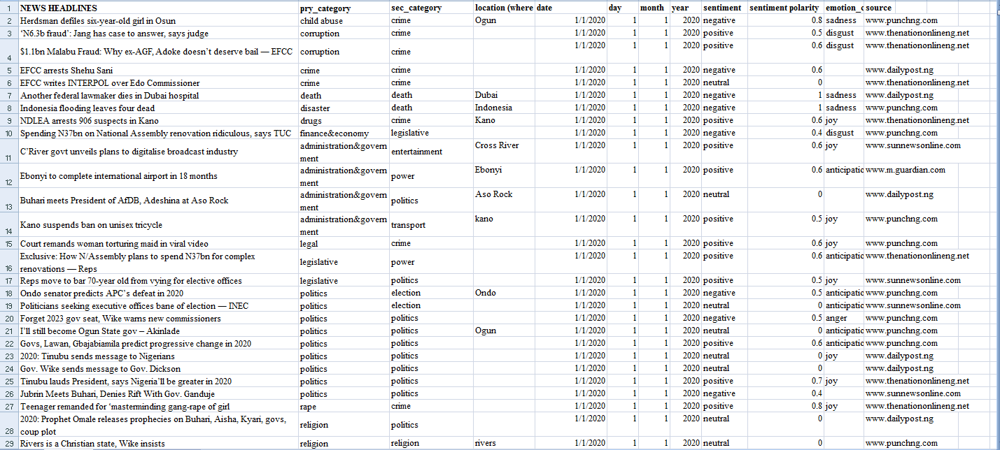 1 NEWS HEADLINES pry_category sec_category location (where date day month year sentiment sentiment polarity emotion_c source
2 Herdsman defiles six-year-old girl in Osun child abuse crime Ogun 1/1/2020 1 1 2020 negative 0.8 sadness www.punchng.com
3 ‘N6.3b fraud’: Jang has case to answer, says judge corruption crime 1/1/2020 1 1 2020 positive 0.5 disgust www.thenationonlineng.net
4 $1.1bn Malabu Fraud: Why ex-AGF, Adoke doesn’t deserve bail — EFCC corruption crime 1/1/2020 1 1 2020 positive 0.6 disgust www.thenationonlineng.net
5 EFCC arrests Shehu Sani crime crime 1/1/2020 1 1 2020 negative 0.6 www.dailypost.ng
6 EFCC writes INTERPOL over Edo Commissioner crime crime 1/1/2020 1 1 2020 neutral 0 www.thenationonlineng.net
7 Another federal lawmaker dies in Dubai hospital death death Dubai 1/1/2020 1 1 2020 negative 1 sadness www.dailypost.ng
8 Indonesia flooding leaves four dead disaster death Indonesia 1/1/2020 1 1 2020 negative 1 sadness www.punchng.com
9 NDLEA arrests 906 suspects in Kano drugs crime Kano 1/1/2020 1 1 2020 positive 0.6 joy www.thenationonlineng.net
10 Spending N37bn on National Assembly renovation ridiculous, says TUC finance&economy legislative 1/1/2020 1 1 2020 negative 0.4 disgust www.punchng.com
11 C’River govt unveils plans to digitalise broadcast industry administration&govern entertainment Cross River 1/1/2020 1 1 2020 positive 0.6 joy www.sunnewsonline.com
ment
12 Ebonyi to complete international airport in 18 months administration&govern power Ebonyi 1/1/2020 1 1 2020 positive 0.6 anticipatic www.m.guardian.com
ment
13 Buhari meets President of AfDB, Adeshina at Aso Rock administration&govern politics Aso Rock 1/1/2020 1 1 2020 neutral 0 www.dailypost.ng
ment
14 Kano suspends ban on unisex tricycle administration&govern transport kano 1/1/2020 1 1 2020 positive 0.5 joy www.punchng.com
ment
15 Court remands woman torturing maid in viral video legal crime 1/1/2020 1 1 2020 positive 0.6 joy www.punchng.com
16 Exclusive: How N/Assembly plans to spend N37bn for complex legislative power 1/1/2020 1 1 2020 positive 0.6 anticipatic www.thenationonlineng.net
renovations — Reps
17 Reps move to bar 70-year old from vying for elective offices legislative politics 1/1/2020 1 1 2020 positive 0.5 joy www.sunnewsonline.com
18 Ondo senator predicts APC’s defeat in 2020 politics election Ondo 1/1/2020 1 1 2020 negative 0.5 anticipatic www.punchng.com
19 Politicians seeking executive offices bane of election — INEC politics election 1/1/2020 1 1 2020 neutral 0 anticipatic www.sunnewsonline.com
20 Forget 2023 gov seat, Wike warns new commissioners politics politics 1/1/2020 1 1 2020 negative 0.5 anger www.punchng.com
21 I’ll still become Ogun State gov – Akinlade politics politics Ogun 1/1/2020 1 1 2020 neutral 0 anticipatic www.punchng.com
22 Govs, Lawan, Gbajabiamila predict progressive change in 2020 politics politics 1/1/2020 1 1 2020 positive 0.6 anticipatic www.punchng.com
23 2020: Tinubu sends message to Nigerians politics politics 1/1/2020 1 1 2020 neutral 0 joy www.dailypost.ng
24 Gov. Wike sends message to Gov. Dickson politics politics 1/1/2020 1 1 2020 neutral 0 www.dailypost.ng
25 Tinubu lauds President, says Nigeria’ll be greater in 2020 politics politics 1/1/2020 1 1 2020 positive 0.7 joy www.thenationonlineng.net
26 Jubrin Meets Buhari, Denies Rift With Gov. Ganduje politics politics 1/1/2020 1 1 2020 negative 0.4 www.sunnewsonline.com
27 Teenager remanded for ‘masterminding gang-rape of girl rape crime 1/1/2020 1 1 2020 positive 0.8 joy www.thenationonlineng.net
28 2020: Prophet Omale releases prophecies on Buhari, Aisha, Kyari, govs, religion politics 1/1/2020 1 1 2020 neutral 0 www.dailypost.ng
coup plot
29 Rivers is a Christian state, Wike insists religion religion rivers 1/1/2020 1 1 2020 neutral 0 www.punchng.com